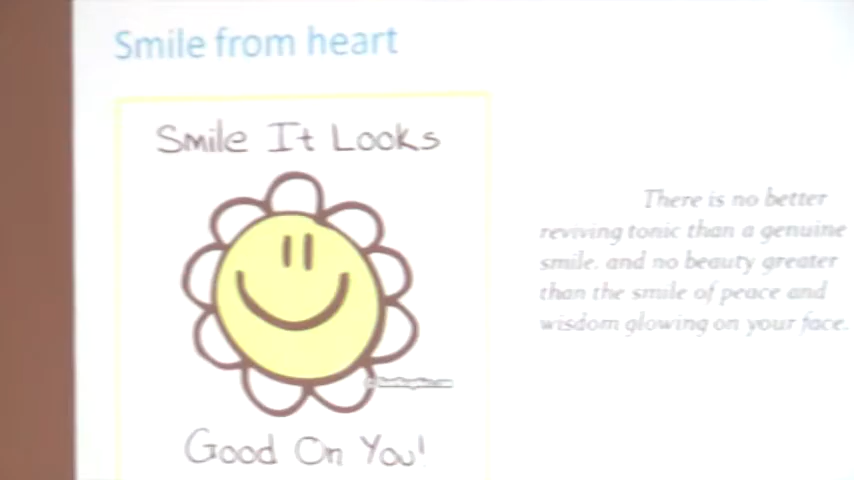 Smile from heart
Smile It Looks
Good On You!
There is no better
reviving tonic than a genuine
smile. and no beauty greater
than the smile of peace and
wisdom glowing on your face.